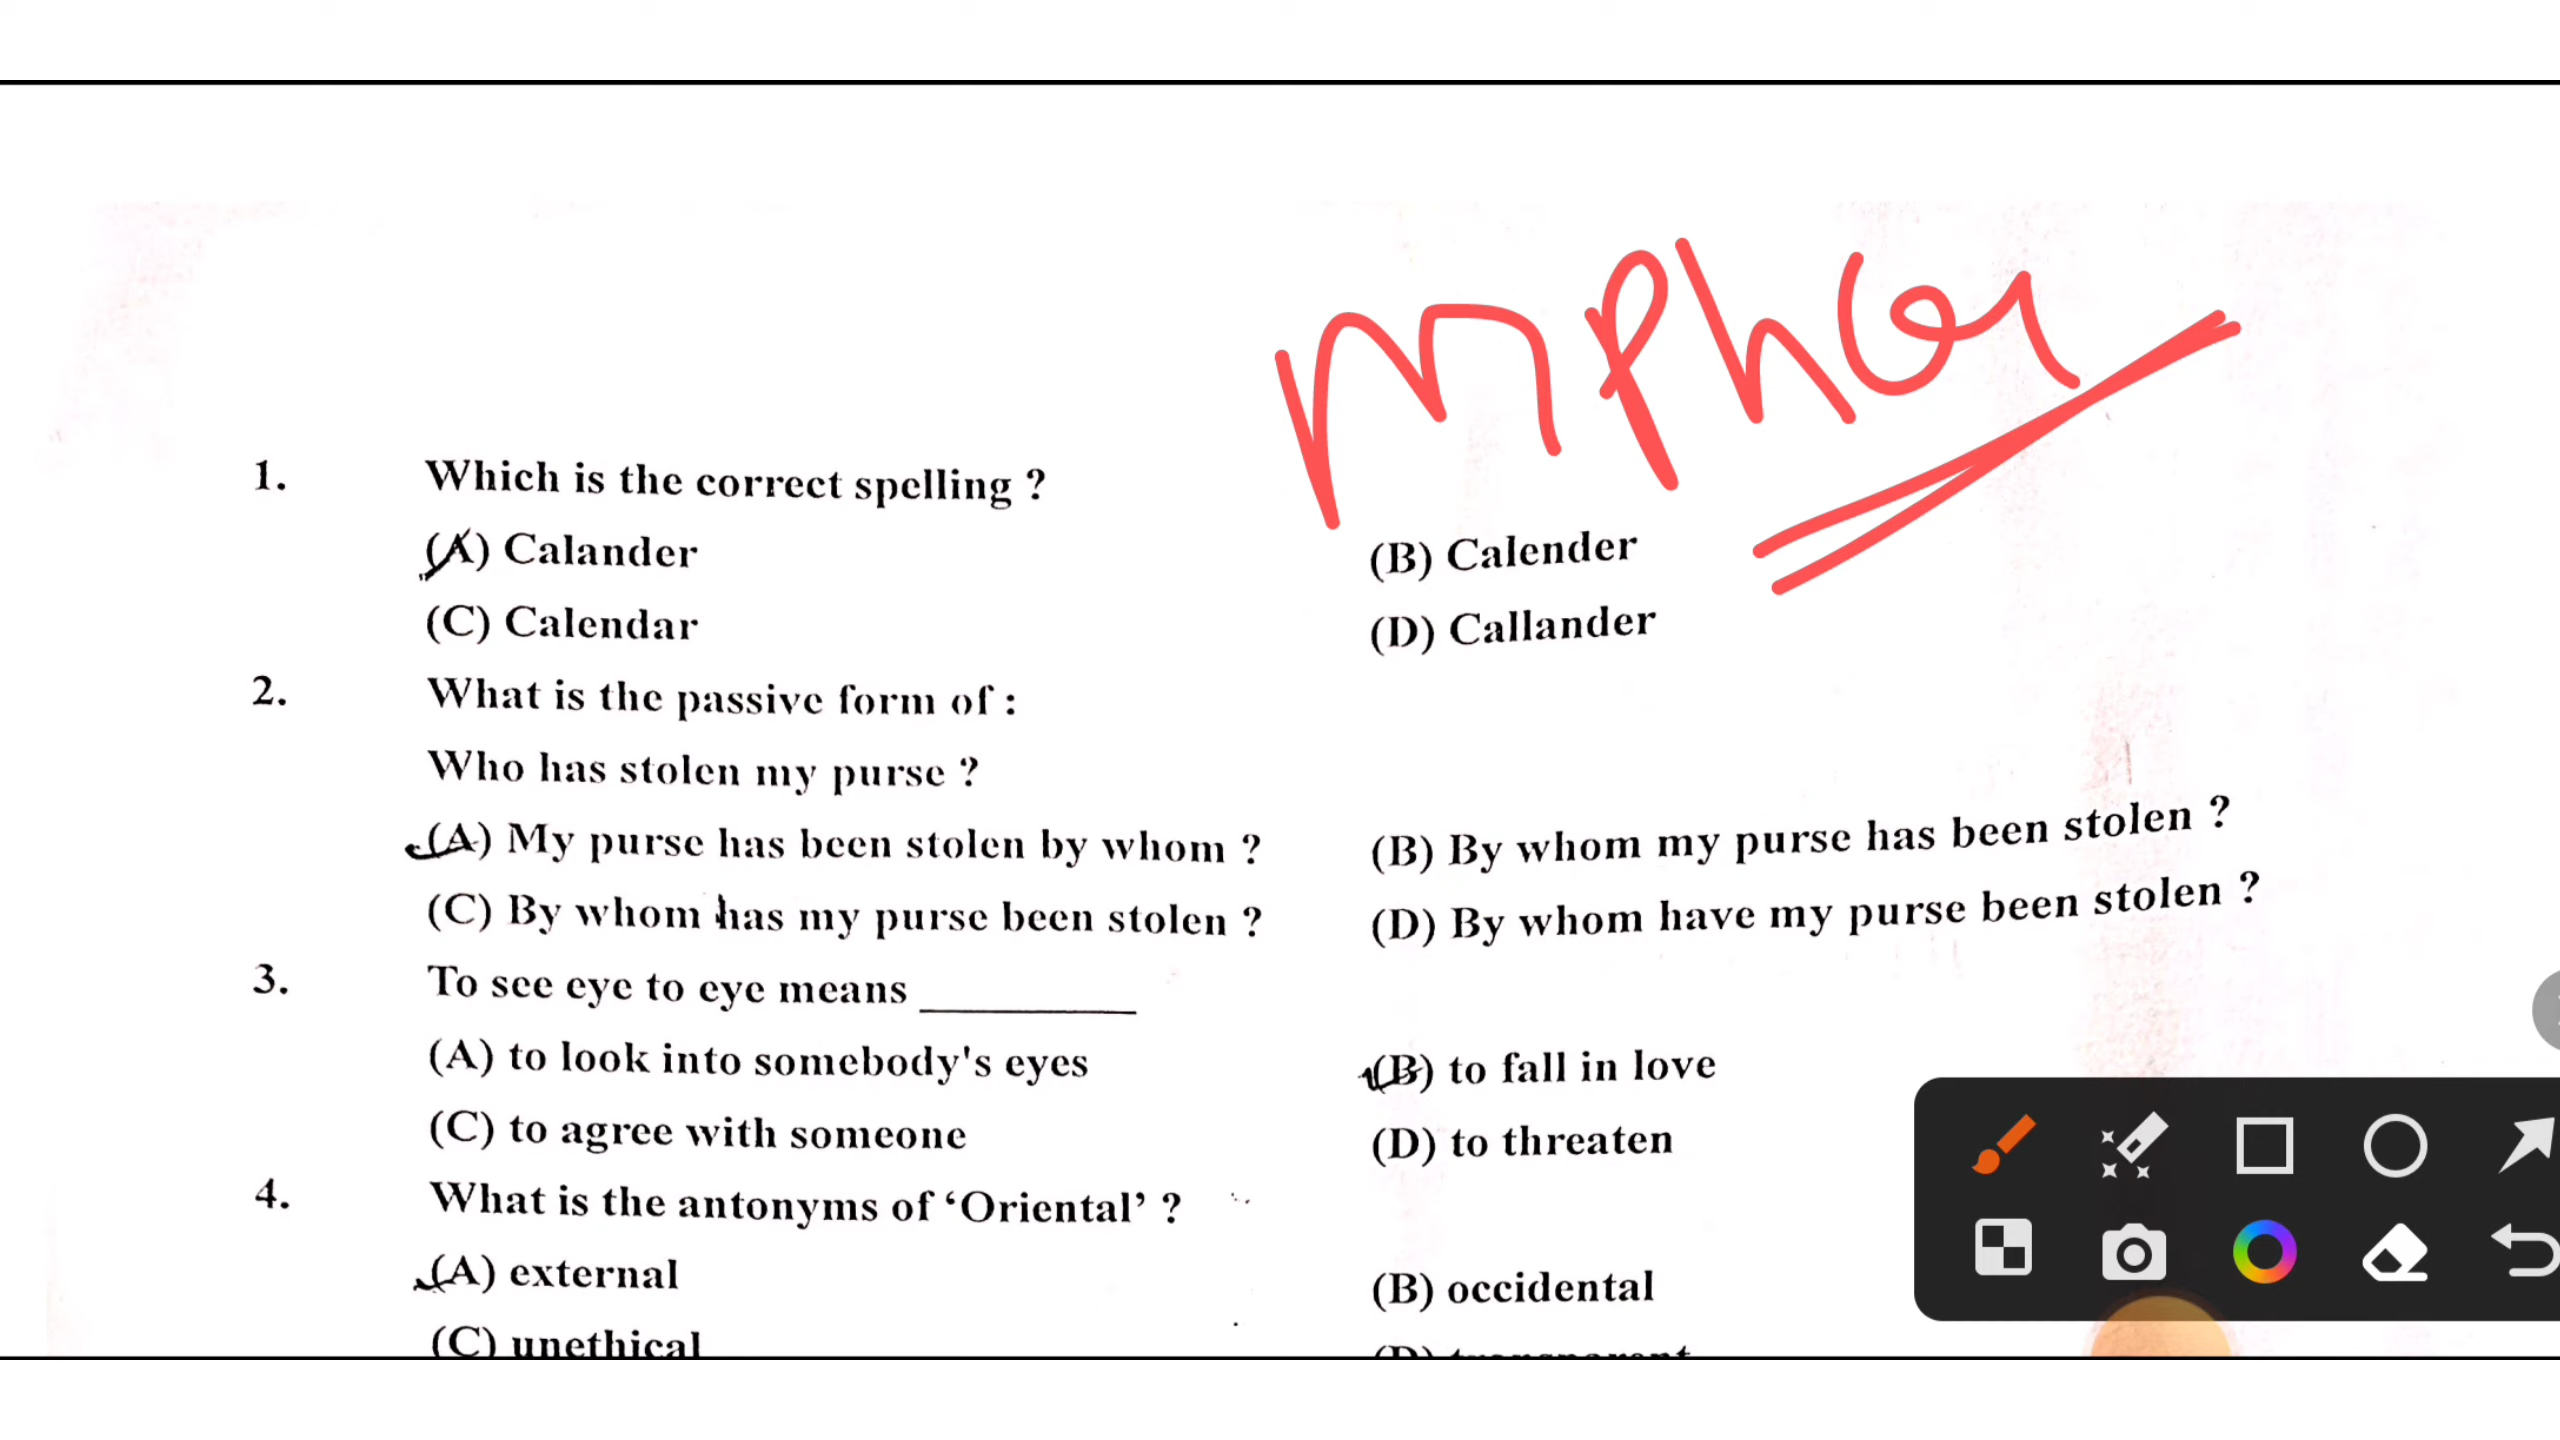 MPhar
1. Which is the correct spelling ?
(A) Calander (B) Calender
(C) Calendar (D) Callander
2. What is the passive form of :
Who has stolen my purse ?
(A) My purse has been stolen by whom ? (B) By whom my purse has been stolen ?
(C) By whom has my purse been stolen ? (D) By whom have my purse been stolen ?
3. To see eye to eye means ________
(A) to look into somebody's eyes (B) to fall in love
(C) to agree with someone (D) to threaten
4. What is the antonyms of ‘Oriental’ ?
(A) external (B) occidental
(C) unethical (D) transparent